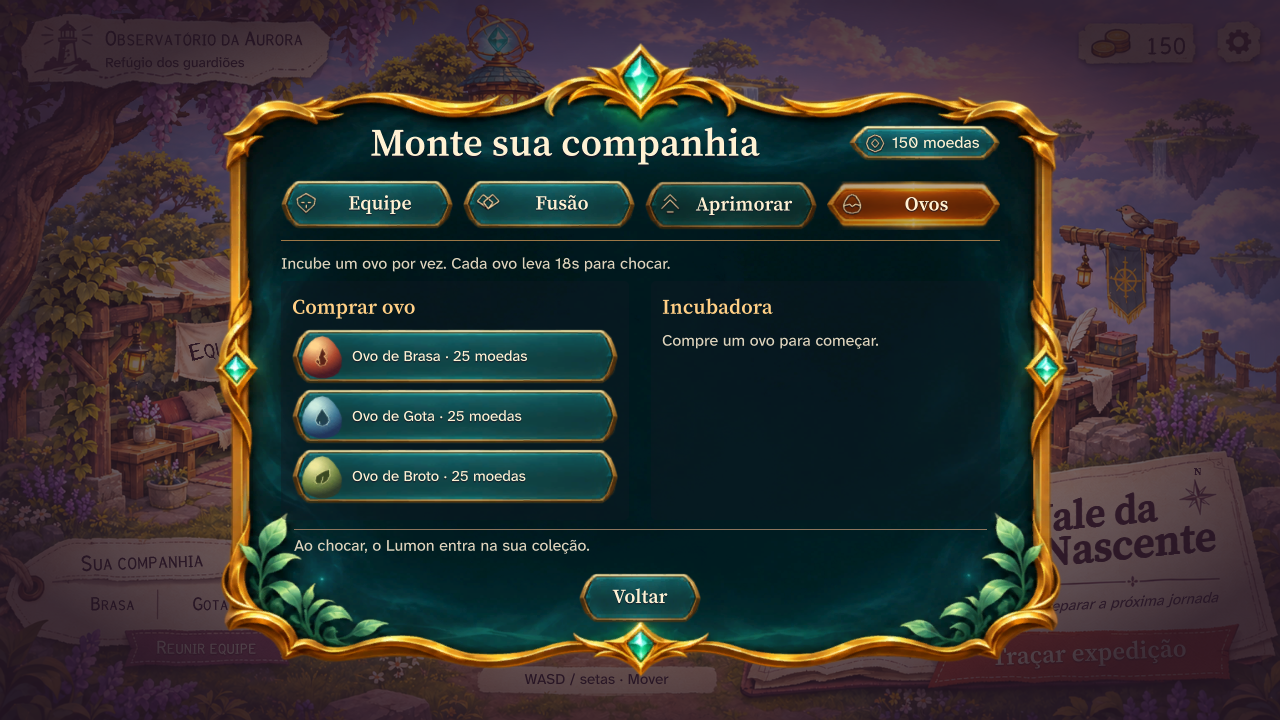 Observatório da Aurora
Refúgio dos guardiões
150
Monte sua companhia
150 moedas
Equipe
Fusão
Aprimorar
Ovos
Incube um ovo por vez. Cada ovo leva 18s para chocar.
Comprar ovo
Ovo de Brasa · 25 moedas
Ovo de Gota · 25 moedas
Ovo de Broto · 25 moedas
Incubadora
Compre um ovo para começar.
Ao chocar, o Lumon entra na sua coleção.
Voltar
EQU
N
ale da
Nascente
eparar a próxima jornada
Traçar expedição
Sua companhia
Brasa
Gota
Reunir equipe
WASD / setas · Mover